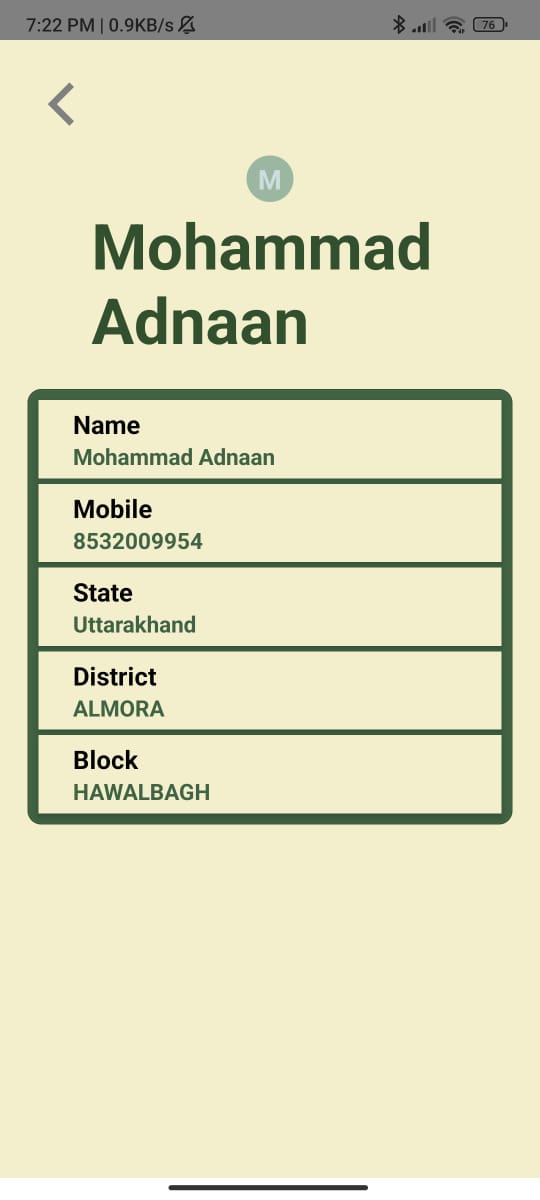 7:22 PM | 0.9KB/s
76
M
Mohammad
Adnaan
Name
Mohammad Adnaan
Mobile
8532009954
State
Uttarakhand
District
ALMORA
Block
HAWALBAGH